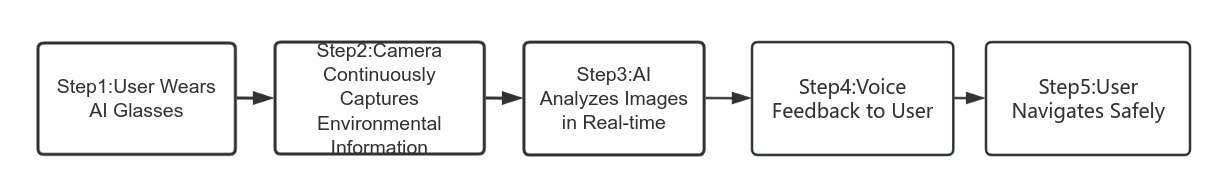 Step1:User Wears
AI Glasses
Step2:Camera
Continuously
Captures
Environmental
Information
Step3:AI
Analyzes Images
in Real-time
Step4:Voice
Feedback to User
Step5:User
Navigates Safely